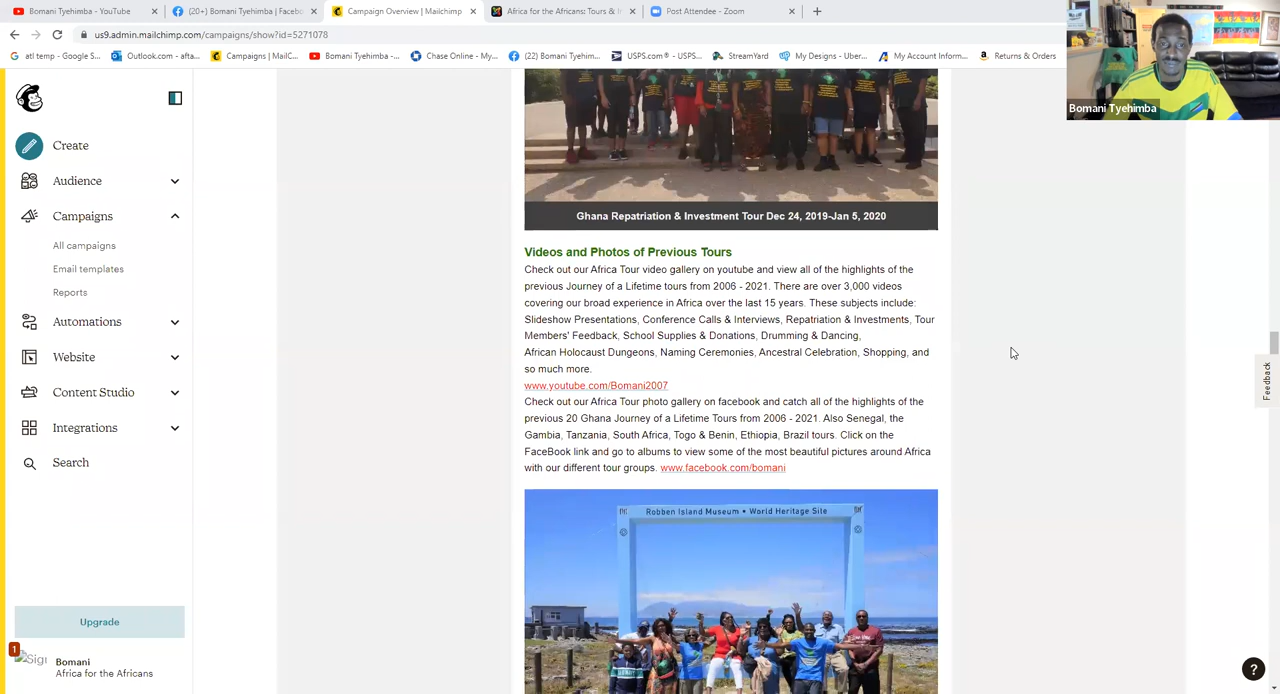 Bomani Tyehimba - YouTube
(20+) Bomani Tyehimba | Facebo
Campaign Overview | Mailchimp
Africa for the Africans: Tours & I
Post Attendee - Zoom
us9.admin.mailchimp.com/campaigns/show?id=5271078
atl temp - Google S...
Outlook.com - afta...
Campaigns | MailC...
Bomani Tyehimba -...
Chase Online - My...
(22) Bomani Tyehim...
USPS.com® - USPS...
StreamYard
My Designs - Uber...
My Account Inform...
Returns & Orders
Bomani Tyehimba
Create
Audience
Campaigns
All campaigns
Email templates
Reports
Automations
Website
Content Studio
Integrations
Search
Upgrade
1
Bomani
Africa for the Africans
Ghana Repatriation & Investment Tour Dec 24, 2019-Jan 5, 2020
Videos and Photos of Previous Tours
Check out our Africa Tour video gallery on youtube and view all of the highlights of the
previous Journey of a Lifetime tours from 2006 - 2021. There are over 3,000 videos
covering our broad experience in Africa over the last 15 years. These subjects include:
Slideshow Presentations, Conference Calls & Interviews, Repatriation & Investments, Tour
Members' Feedback, School Supplies & Donations, Drumming & Dancing,
African Holocaust Dungeons, Naming Ceremonies, Ancestral Celebration, Shopping, and
so much more.
www.youtube.com/Bomani2007
Check out our Africa Tour photo gallery on facebook and catch all of the highlights of the
previous 20 Ghana Journey of a Lifetime Tours from 2006 - 2021. Also Senegal, the
Gambia, Tanzania, South Africa, Togo & Benin, Ethiopia, Brazil tours. Click on the
FaceBook link and go to albums to view some of the most beautiful pictures around Africa
with our different tour groups. www.facebook.com/bomani
Robben Island Museum • World Heritage Site
Feedback
?